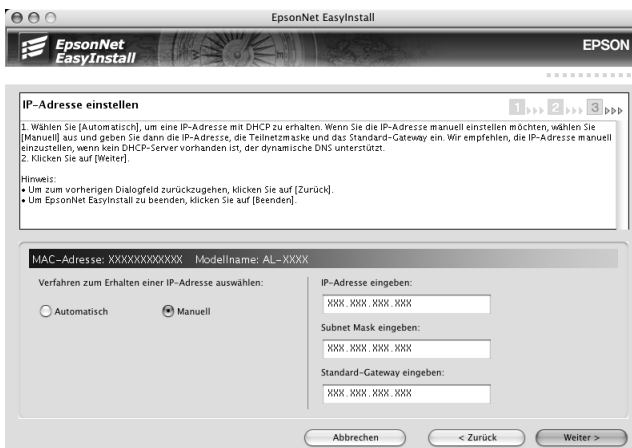 EpsonNet EasyInstall
EpsonNet
EasyInstall
EPSON
IP-Adresse einstellen
1 2 3
1. Wählen Sie [Automatisch], um eine IP-Adresse mit DHCP zu erhalten. Wenn Sie die IP-Adresse manuell einstellen möchten, wählen Sie
[Manuell] aus und geben Sie dann die IP-Adresse, die Teilnetzmaske und das Standard-Gateway ein. Wir empfehlen, die IP-Adresse manuell
einzustellen, wenn kein DHCP-Server vorhanden ist, der dynamische DNS unterstützt.
2. Klicken Sie auf [Weiter].
Hinweis:
• Um zum vorherigen Dialogfeld zurückzugehen, klicken Sie auf [Zurück].
• Um EpsonNet EasyInstall zu beenden, klicken Sie auf [Beenden].
MAC-Adresse: XXXXXXXXXXXX Modellname: AL-XXXX
Verfahren zum Erhalten einer IP-Adresse auswählen:
Automatisch
Manuell
IP-Adresse eingeben:
XXX.XXX.XXX.XXX
Subnet Mask eingeben:
XXX.XXX.XXX.XXX
Standard-Gateway eingeben:
XXX.XXX.XXX.XXX
Abbrechen
< Zurück
Weiter >